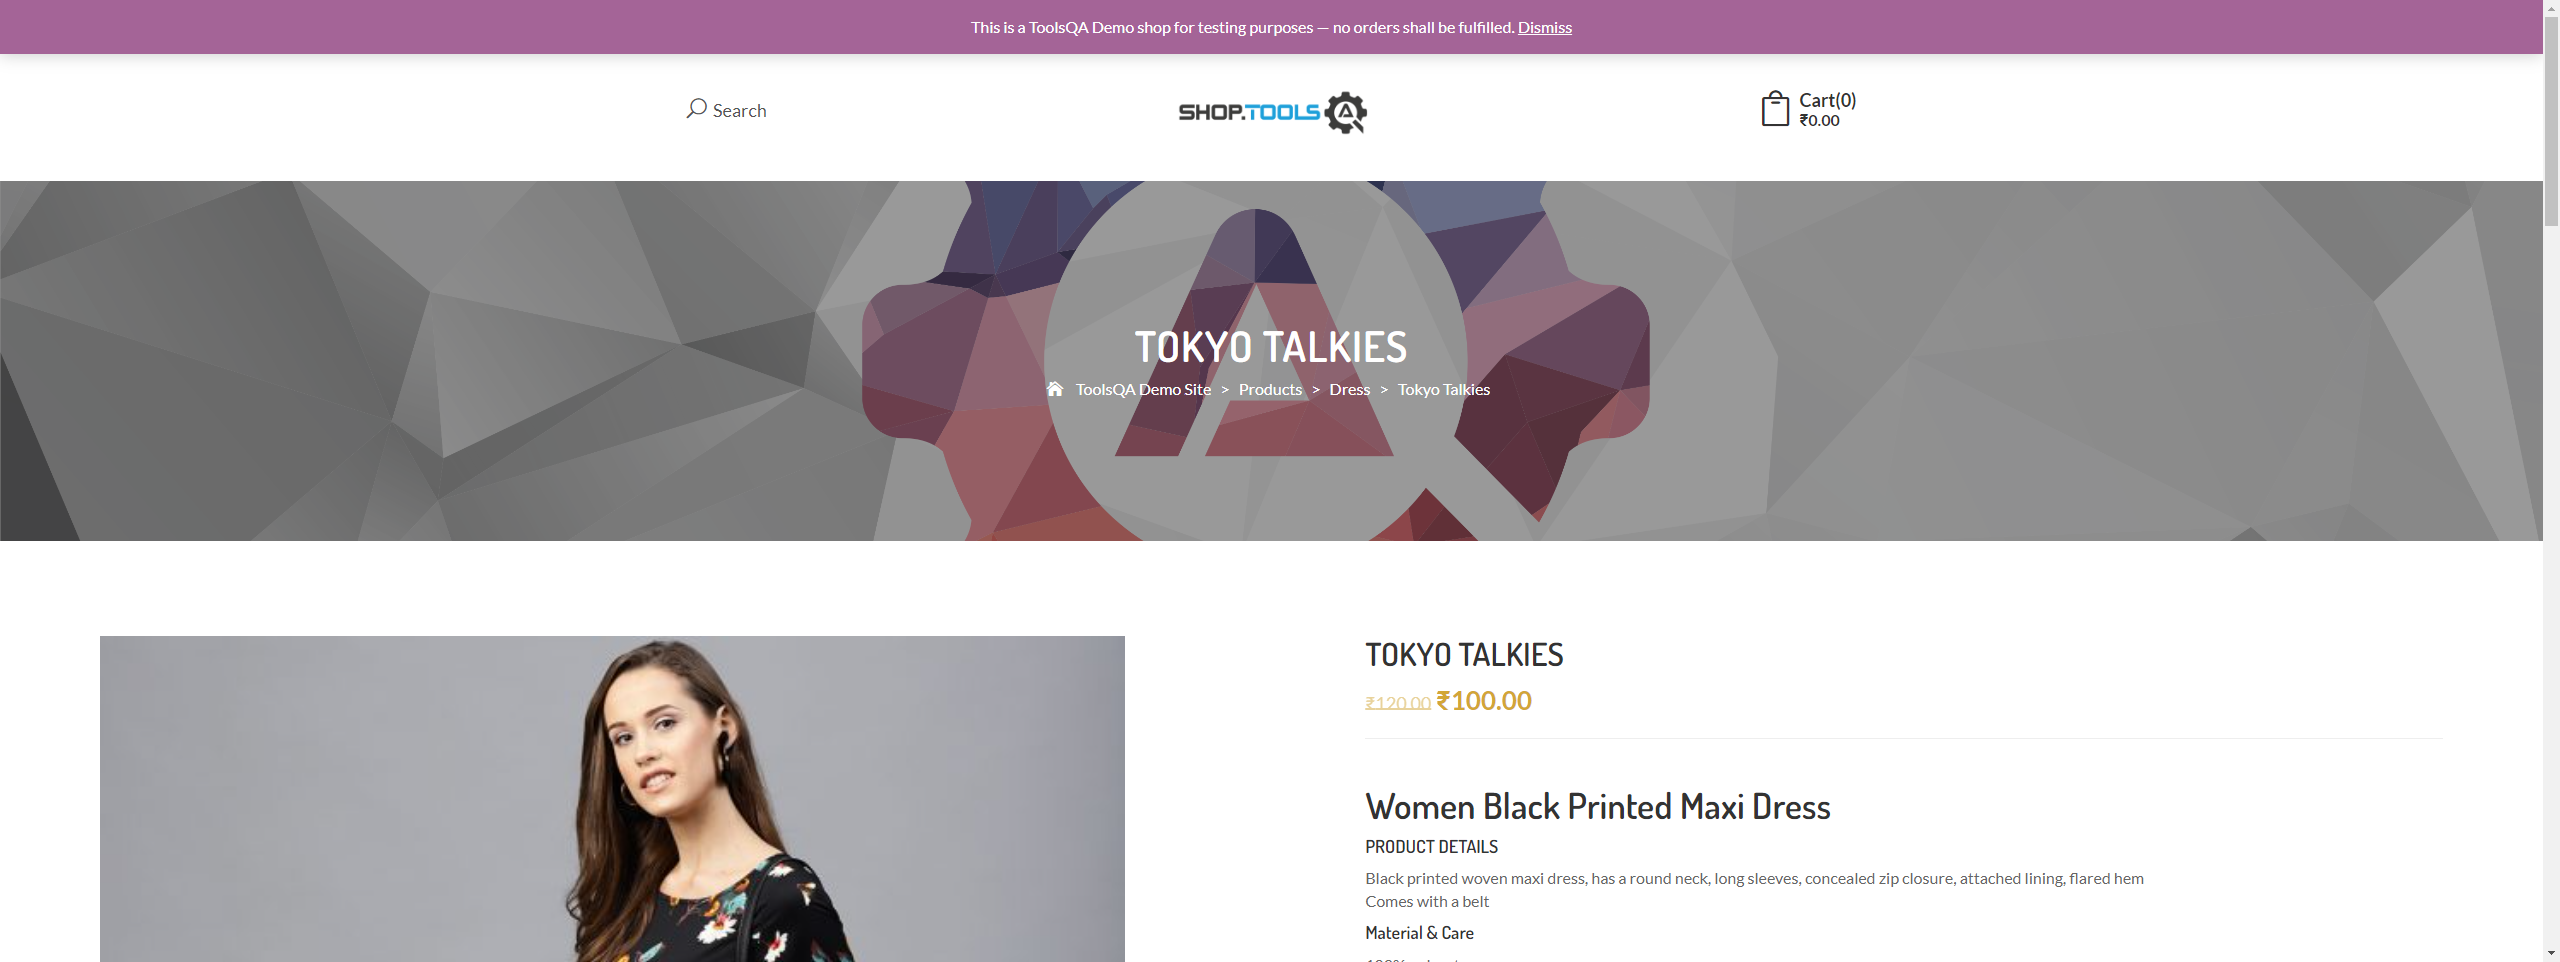 This is a ToolsQA Demo shop for testing purposes — no orders shall be fulfilled. Dismiss
Search
SHOP.TOOLS
Cart(0)
₹0.00
TOKYO TALKIES
ToolsQA Demo Site > Products > Dress > Tokyo Talkies
TOKYO TALKIES
₹120.00 ₹100.00
Women Black Printed Maxi Dress
PRODUCT DETAILS
Black printed woven maxi dress, has a round neck, long sleeves, concealed zip closure, attached lining, flared hem
Comes with a belt
Material & Care